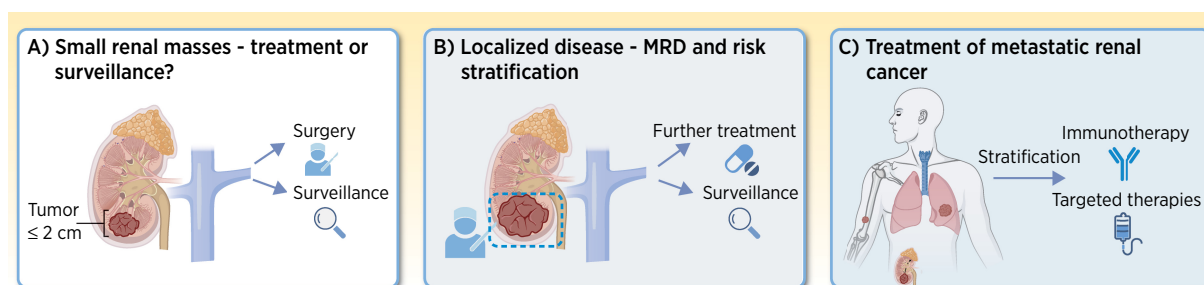 A) Small renal masses - treatment or
surveillance?
Surgery
Surveillance
Tumor
≤ 2 cm
B) Localized disease - MRD and risk
stratification
Further treatment
Surveillance
C) Treatment of metastatic renal
cancer
Stratification
Immunotherapy
Targeted therapies